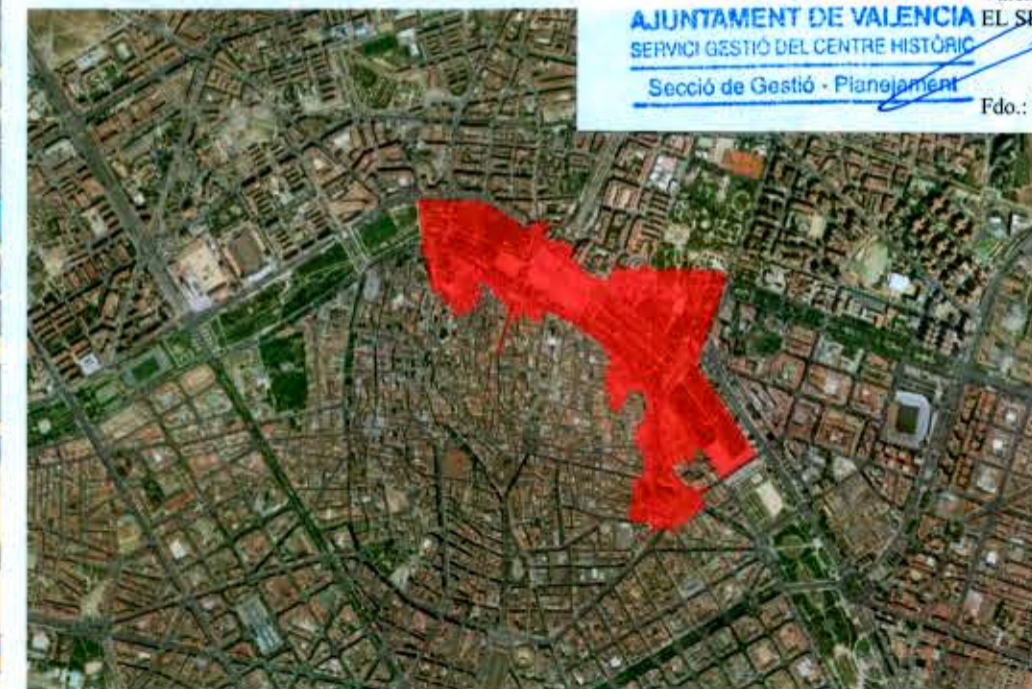 AJUNTAMENT DE VALENCIA
SERVICI GESTIÓ DEL CENTRE HISTÒRIC
Secció de Gestió - Planejament
EL
Fdo.: